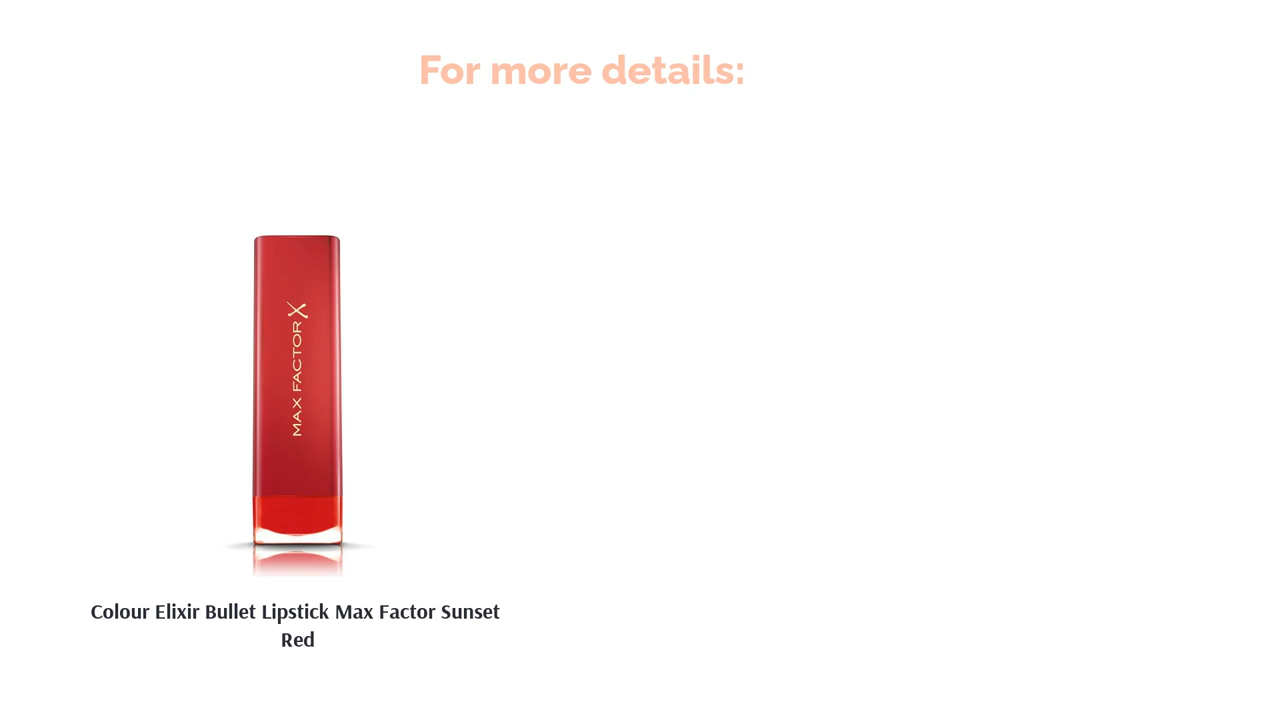 For more details:
MAX FACTOR X
Colour Elixir Bullet Lipstick Max Factor Sunset
Red